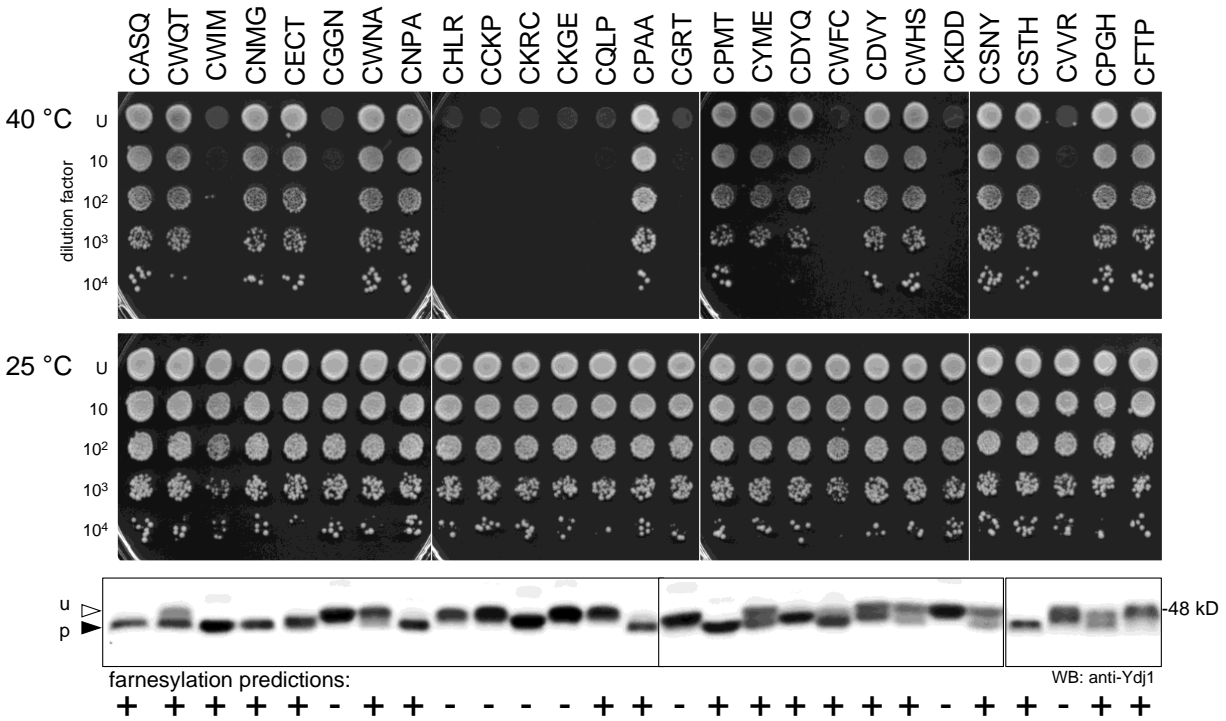 CASQ CWQT CWIM CNMG CECT CGGN CWNA CNPA CHLR CCKP CKRC CKGE CQLP CPAA CGRT CPMT CYME CDYQ CWFC CDVY CWHS CKDD CSNY CSTH CVVR CPGH CFTP
40 °C
dilution factor
U
10
10²
10³
10⁴
25 °C
U
10
10²
10³
10⁴
u
p
-48 kD
farnesylation predictions:
WB: anti-Ydj1
+ + + + + - + + - - - - + + - + + + + + + - + + - + +